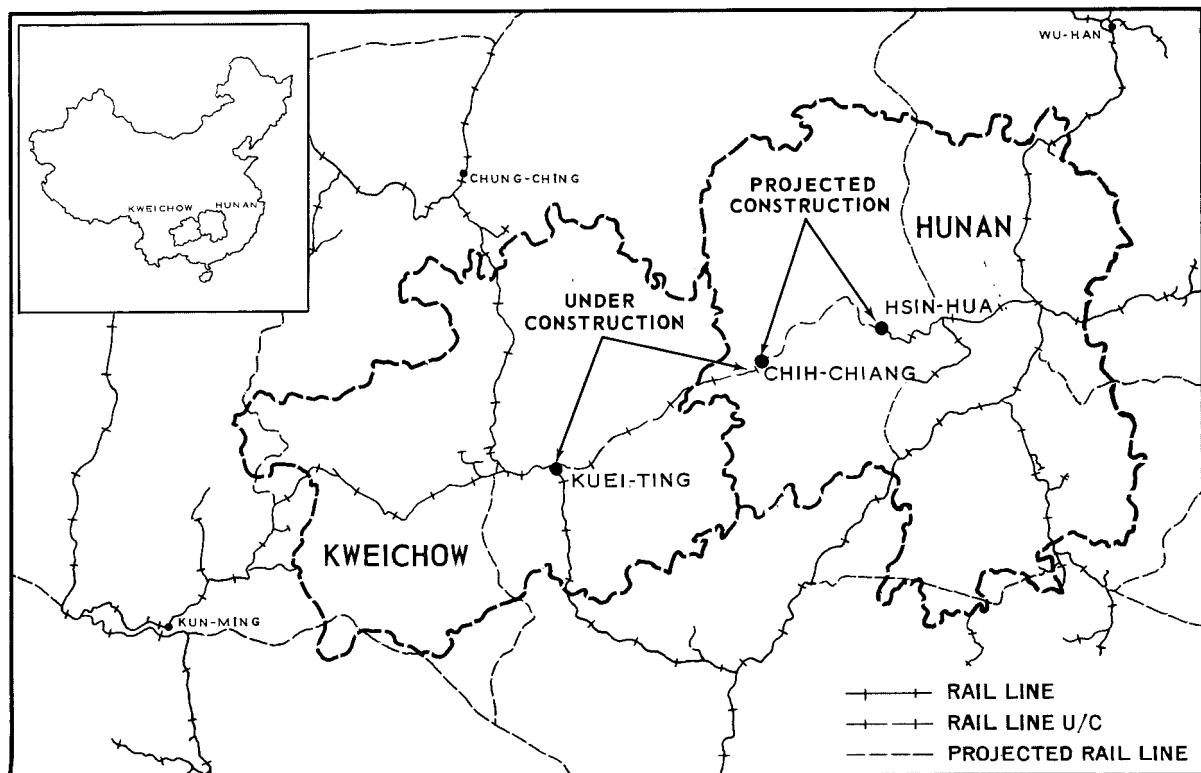 WU-HAN
CHUNG-CHING
KWEICHOW
HUNAN
PROJECTED
CONSTRUCTION
HUNAN
UNDER
CONSTRUCTION
HSIN-HUA
CHIH-CHIANG
KUEI-TING
KWEICHOW
KUN-MING
RAIL LINE
RAIL LINE U/C
PROJECTED RAIL LINE